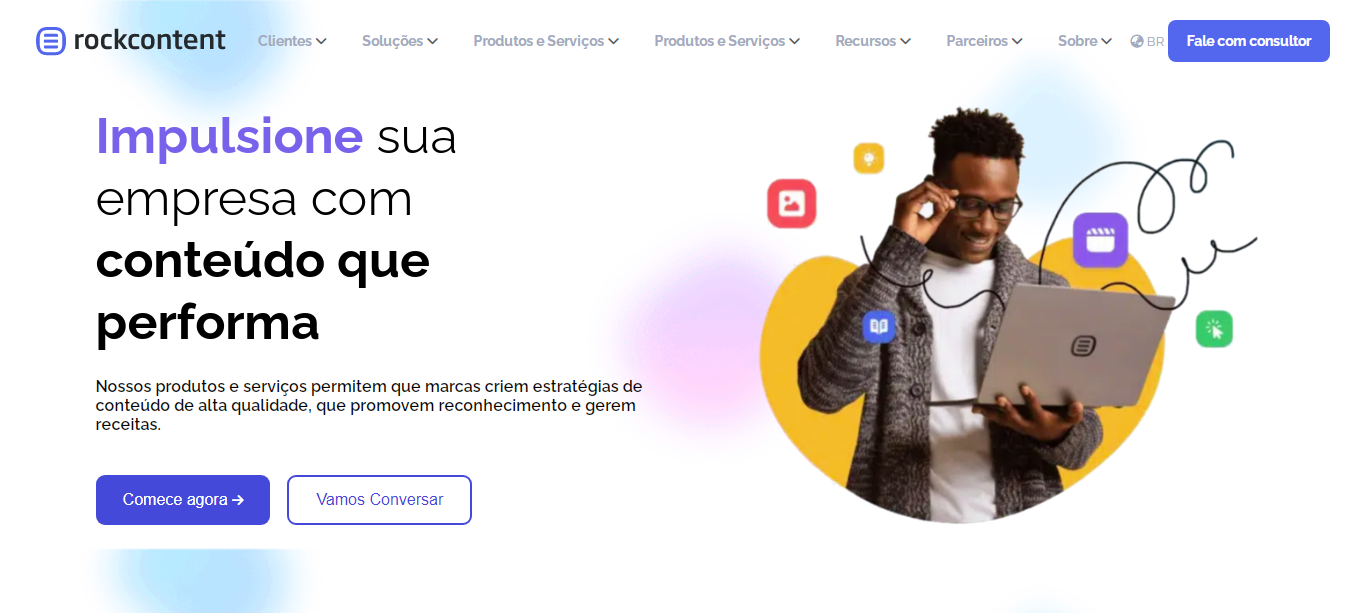 rockcontent
Clientes
Soluções
Produtos e Serviços
Produtos e Serviços
Recursos
Parceiros
Sobre
BR
Fale com consultor
Impulsione sua
empresa com
conteúdo que
performa
Nossos produtos e serviços permitem que marcas criem estratégias de
conteúdo de alta qualidade, que promovem reconhecimento e gerem
receitas.
Comece agora →
Vamos Conversar